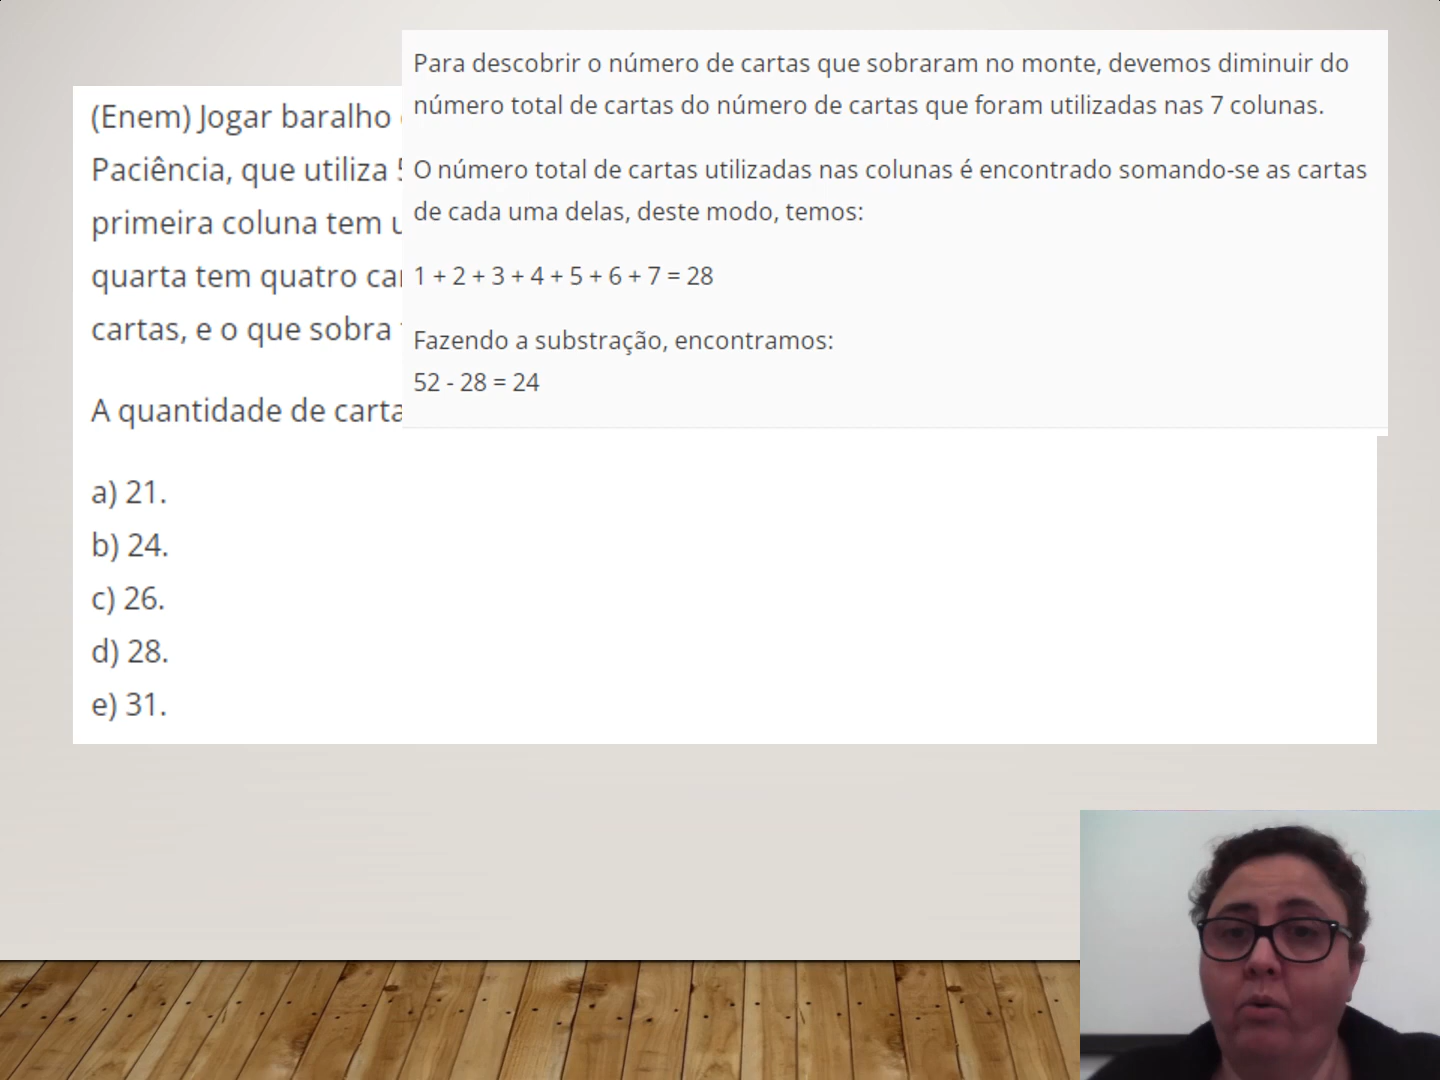 Para descobrir o número de cartas que sobraram no monte, devemos diminuir do
número total de cartas do número de cartas que foram utilizadas nas 7 colunas.
O número total de cartas utilizadas nas colunas é encontrado somando-se as cartas
de cada uma delas, deste modo, temos:
1 + 2 + 3 + 4 + 5 + 6 + 7 = 28
Fazendo a substração, encontramos:
52 - 28 = 24
(Enem) Jogar baralho
Paciência, que utiliza
primeira coluna tem
quarta tem quatro
cartas, e o que sobra
A quantidade de
a) 21.
b) 24.
c) 26.
d) 28.
e) 31.